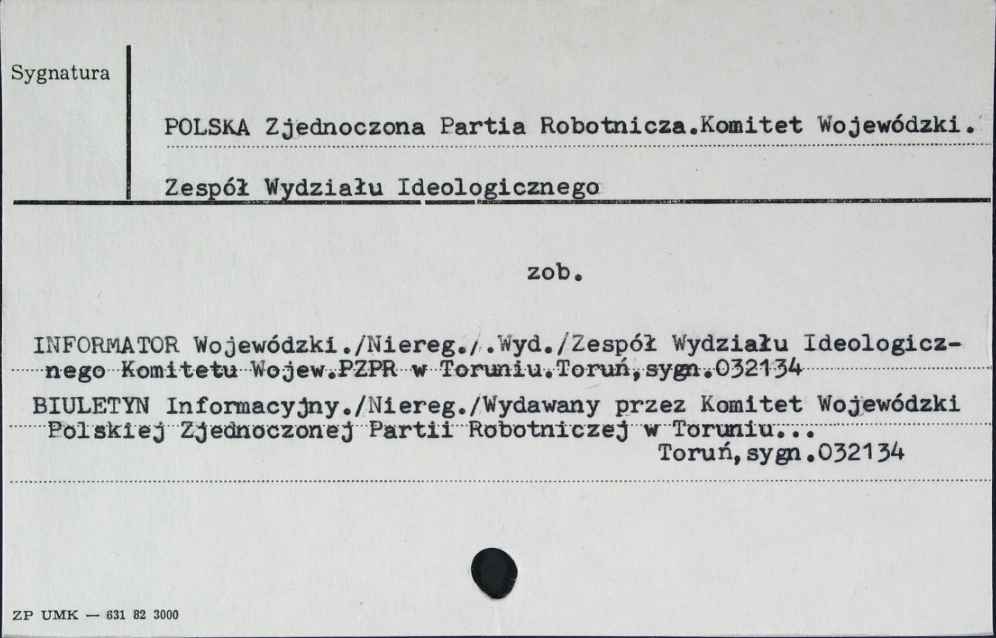 Sygnatura
POLSKA Zjednoczona Partia Robotnicza.Komitet Wojewódzki.
Zespół Wydziału Ideologicznego
zob.
INFORMATOR Wojewódzki./Niereg./.Wyd./Zespół Wydziału Ideologicz-
nego Komitetu Wojew.PZPR w Toruniu.Toruń,sygn.032134
BIULETYN Informacyjny./Niereg./Wydawany przez Komitet Wojewódzki
Polskiej Zjednoczonej Partii Robotniczej w Toruniu...
Toruń,sygn.032134
ZP UMK — 631 82 3000